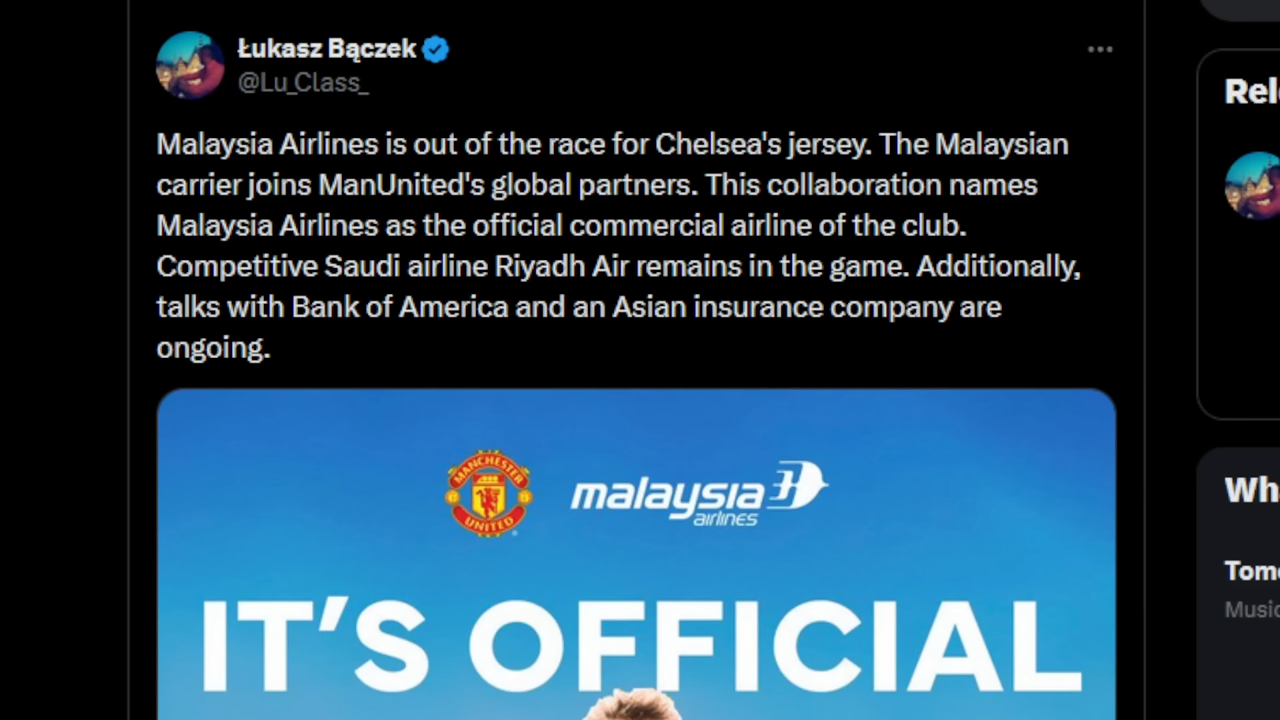 Łukasz Bączek
@Lu_Class_
Malaysia Airlines is out of the race for Chelsea's jersey. The Malaysian
carrier joins ManUnited's global partners. This collaboration names
Malaysia Airlines as the official commercial airline of the club.
Competitive Saudi airline Riyadh Air remains in the game. Additionally,
talks with Bank of America and an Asian insurance company are
ongoing.
MANCHESTER
UNITED
malaysia
airlines
IT'S OFFICIAL